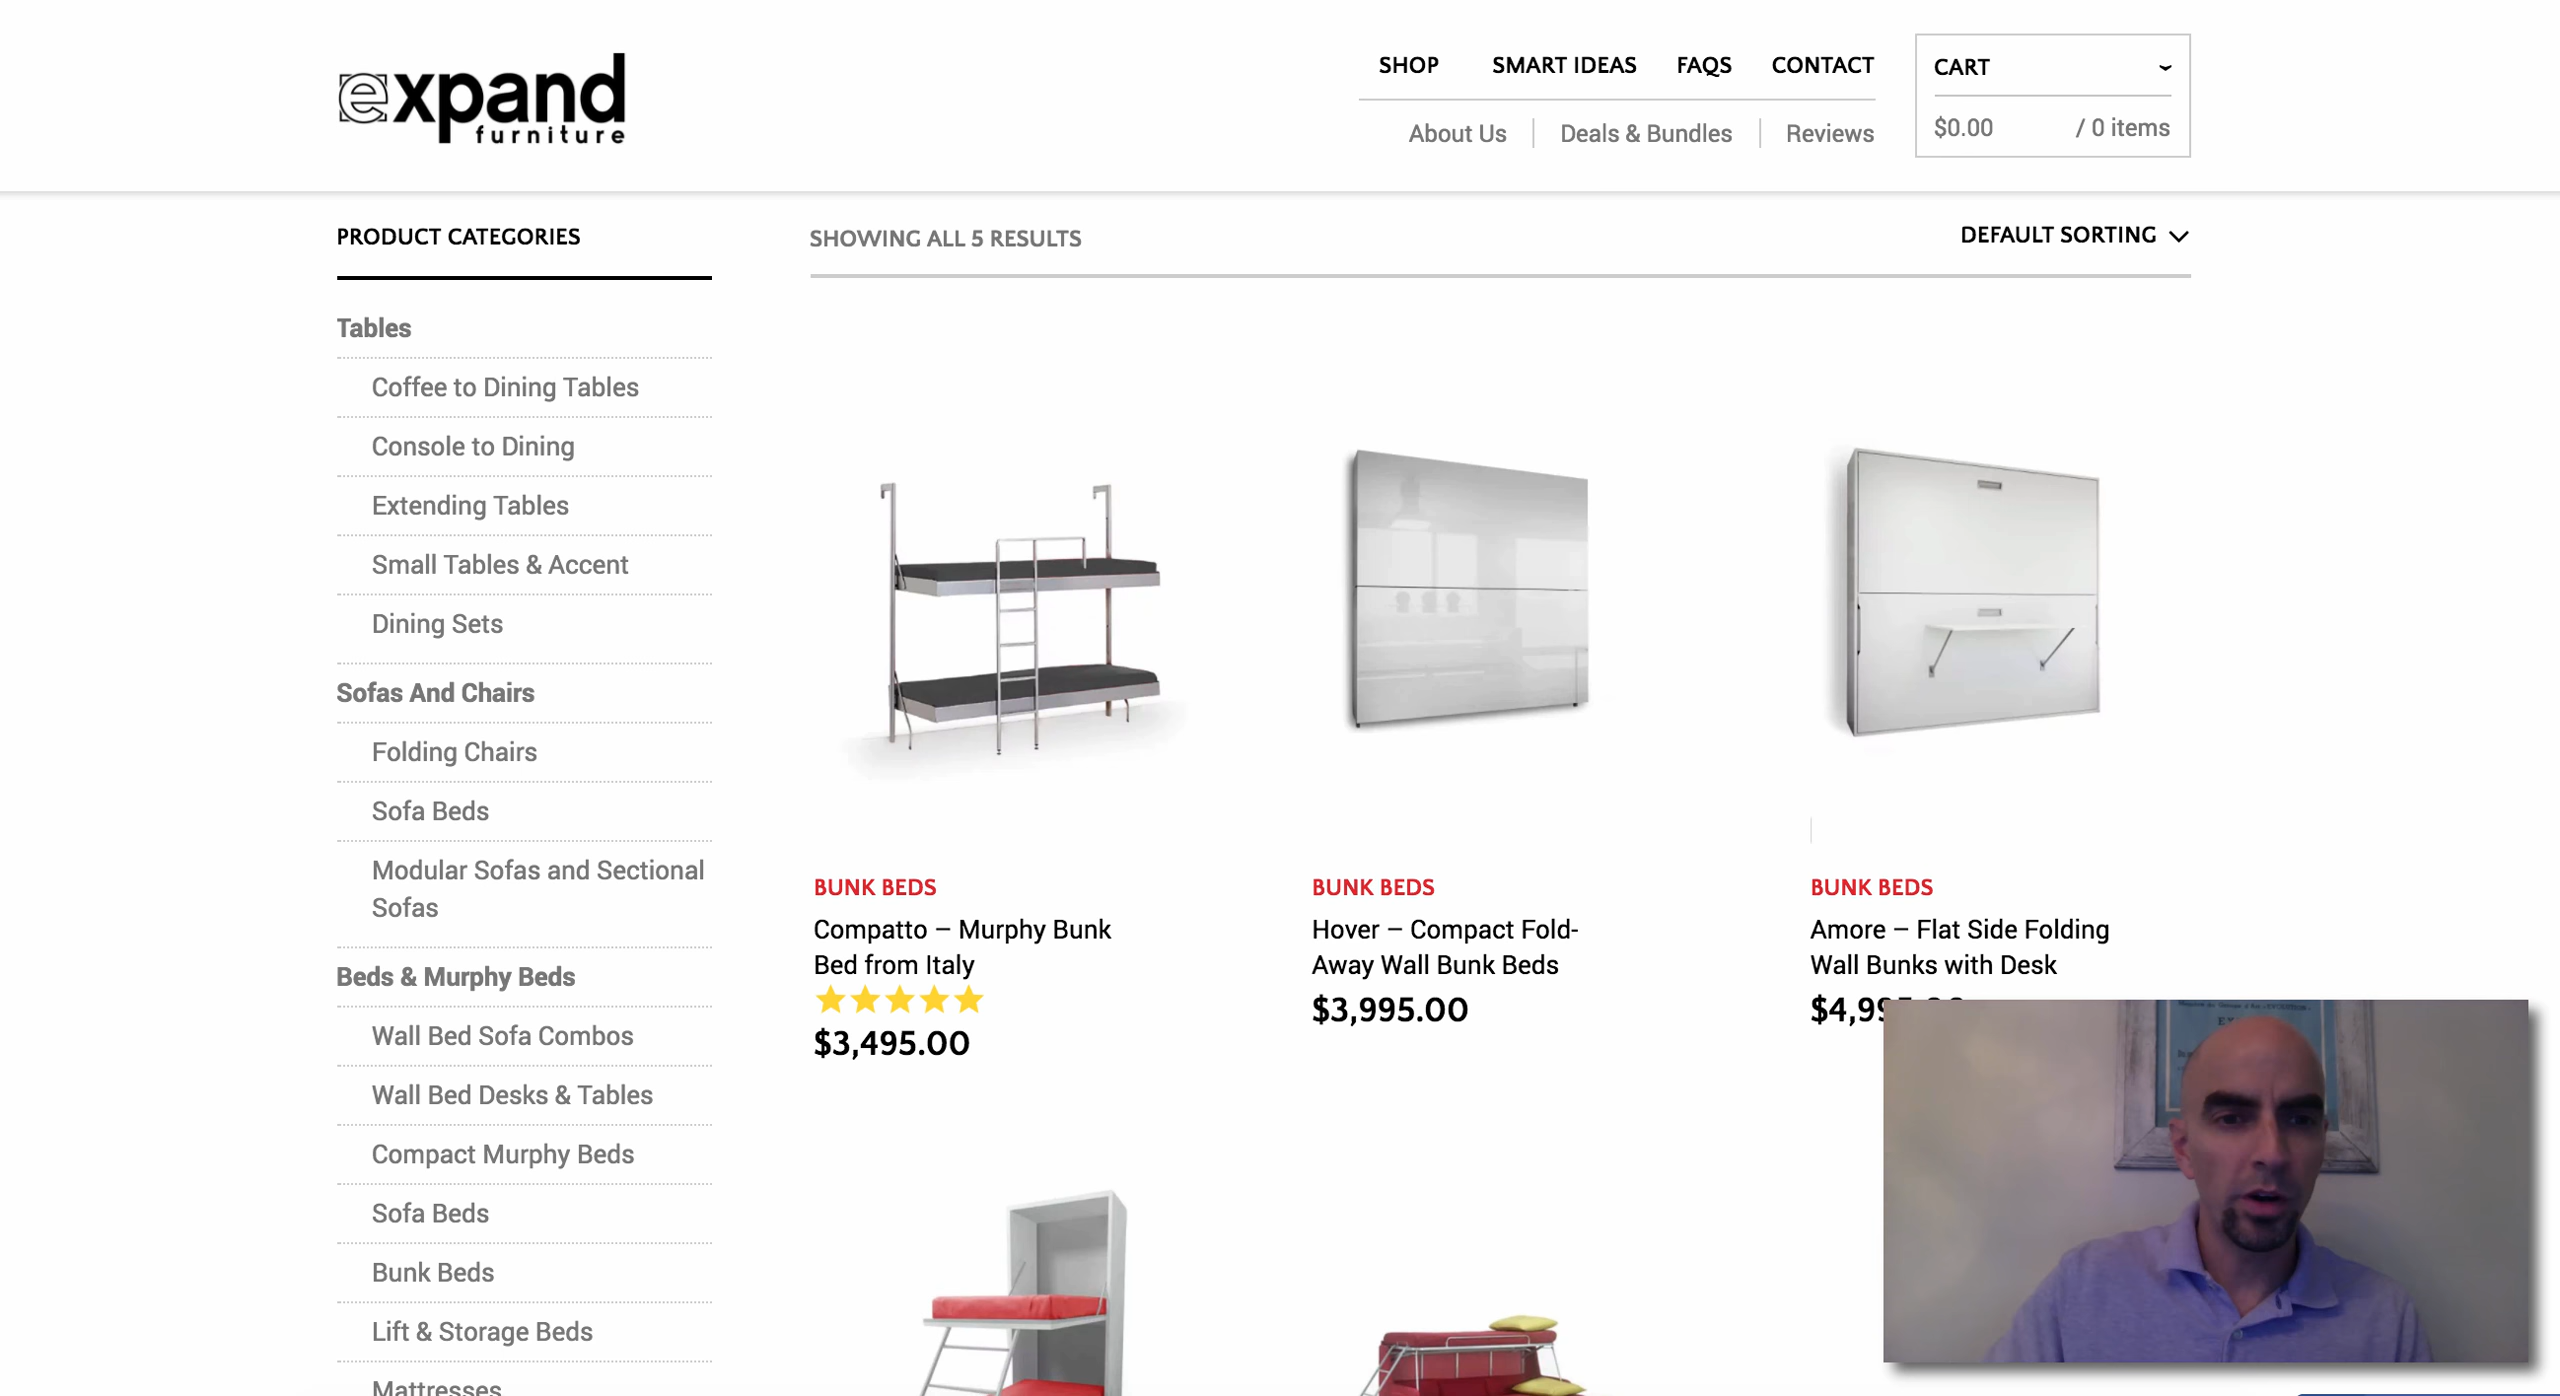 expand
furniture
SHOP SMART IDEAS FAQS CONTACT
About Us Deals & Bundles Reviews
CART
$0.00 / 0 items
PRODUCT CATEGORIES
Tables
Coffee to Dining Tables
Console to Dining
Extending Tables
Small Tables & Accent
Dining Sets
Sofas And Chairs
Folding Chairs
Sofa Beds
Modular Sofas and Sectional
Sofas
Beds & Murphy Beds
Wall Bed Sofa Combos
Wall Bed Desks & Tables
Compact Murphy Beds
Sofa Beds
Bunk Beds
Lift & Storage Beds
Mattresses
SHOWING ALL 5 RESULTS
DEFAULT SORTING
BUNK BEDS
Compatto – Murphy Bunk
Bed from Italy
$3,495.00
BUNK BEDS
Hover – Compact Fold-
Away Wall Bunk Beds
$3,995.00
BUNK BEDS
Amore – Flat Side Folding
Wall Bunks with Desk